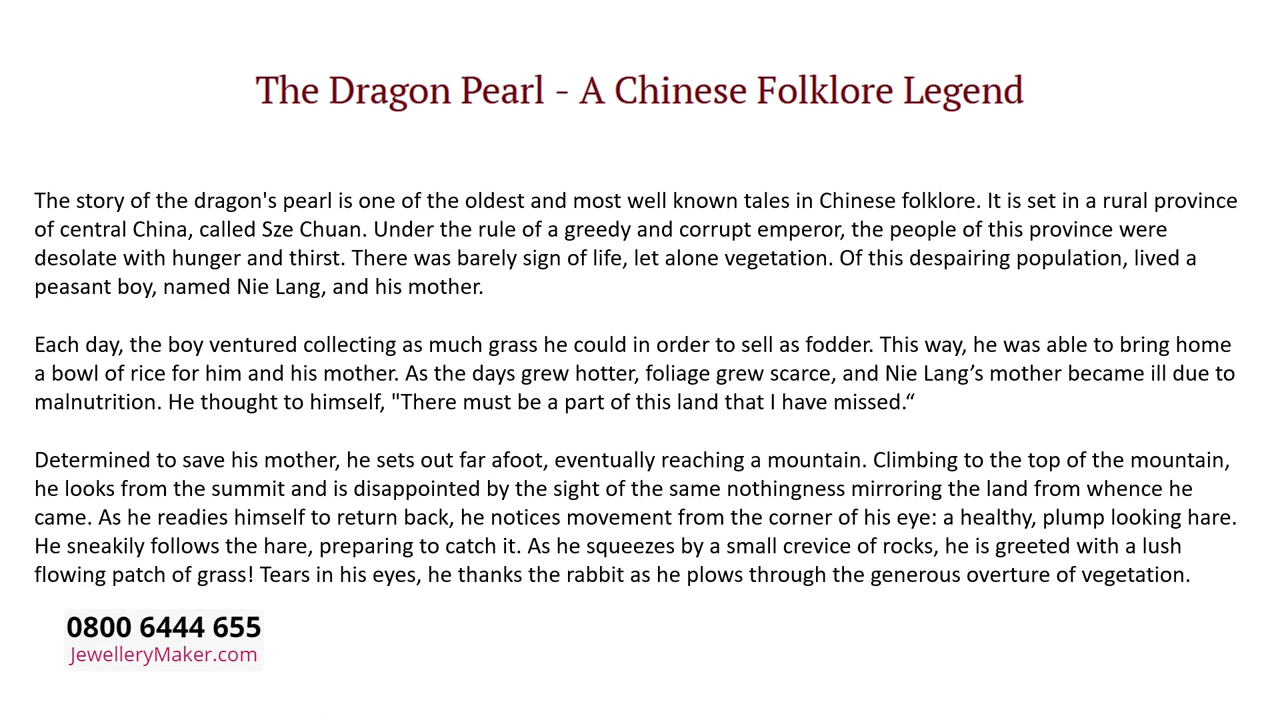 The Dragon Pearl - A Chinese Folklore Legend
The story of the dragon's pearl is one of the oldest and most well known tales in Chinese folklore. It is set in a rural province
of central China, called Sze Chuan. Under the rule of a greedy and corrupt emperor, the people of this province were
desolate with hunger and thirst. There was barely sign of life, let alone vegetation. Of this despairing population, lived a
peasant boy, named Nie Lang, and his mother.
Each day, the boy ventured collecting as much grass he could in order to sell as fodder. This way, he was able to bring home
a bowl of rice for him and his mother. As the days grew hotter, foliage grew scarce, and Nie Lang’s mother became ill due to
malnutrition. He thought to himself, "There must be a part of this land that I have missed.“
Determined to save his mother, he sets out far afoot, eventually reaching a mountain. Climbing to the top of the mountain,
he looks from the summit and is disappointed by the sight of the same nothingness mirroring the land from whence he
came. As he readies himself to return back, he notices movement from the corner of his eye: a healthy, plump looking hare.
He sneakily follows the hare, preparing to catch it. As he squeezes by a small crevice of rocks, he is greeted with a lush
flowing patch of grass! Tears in his eyes, he thanks the rabbit as he plows through the generous overture of vegetation.
0800 6444 655
JewelleryMaker.com